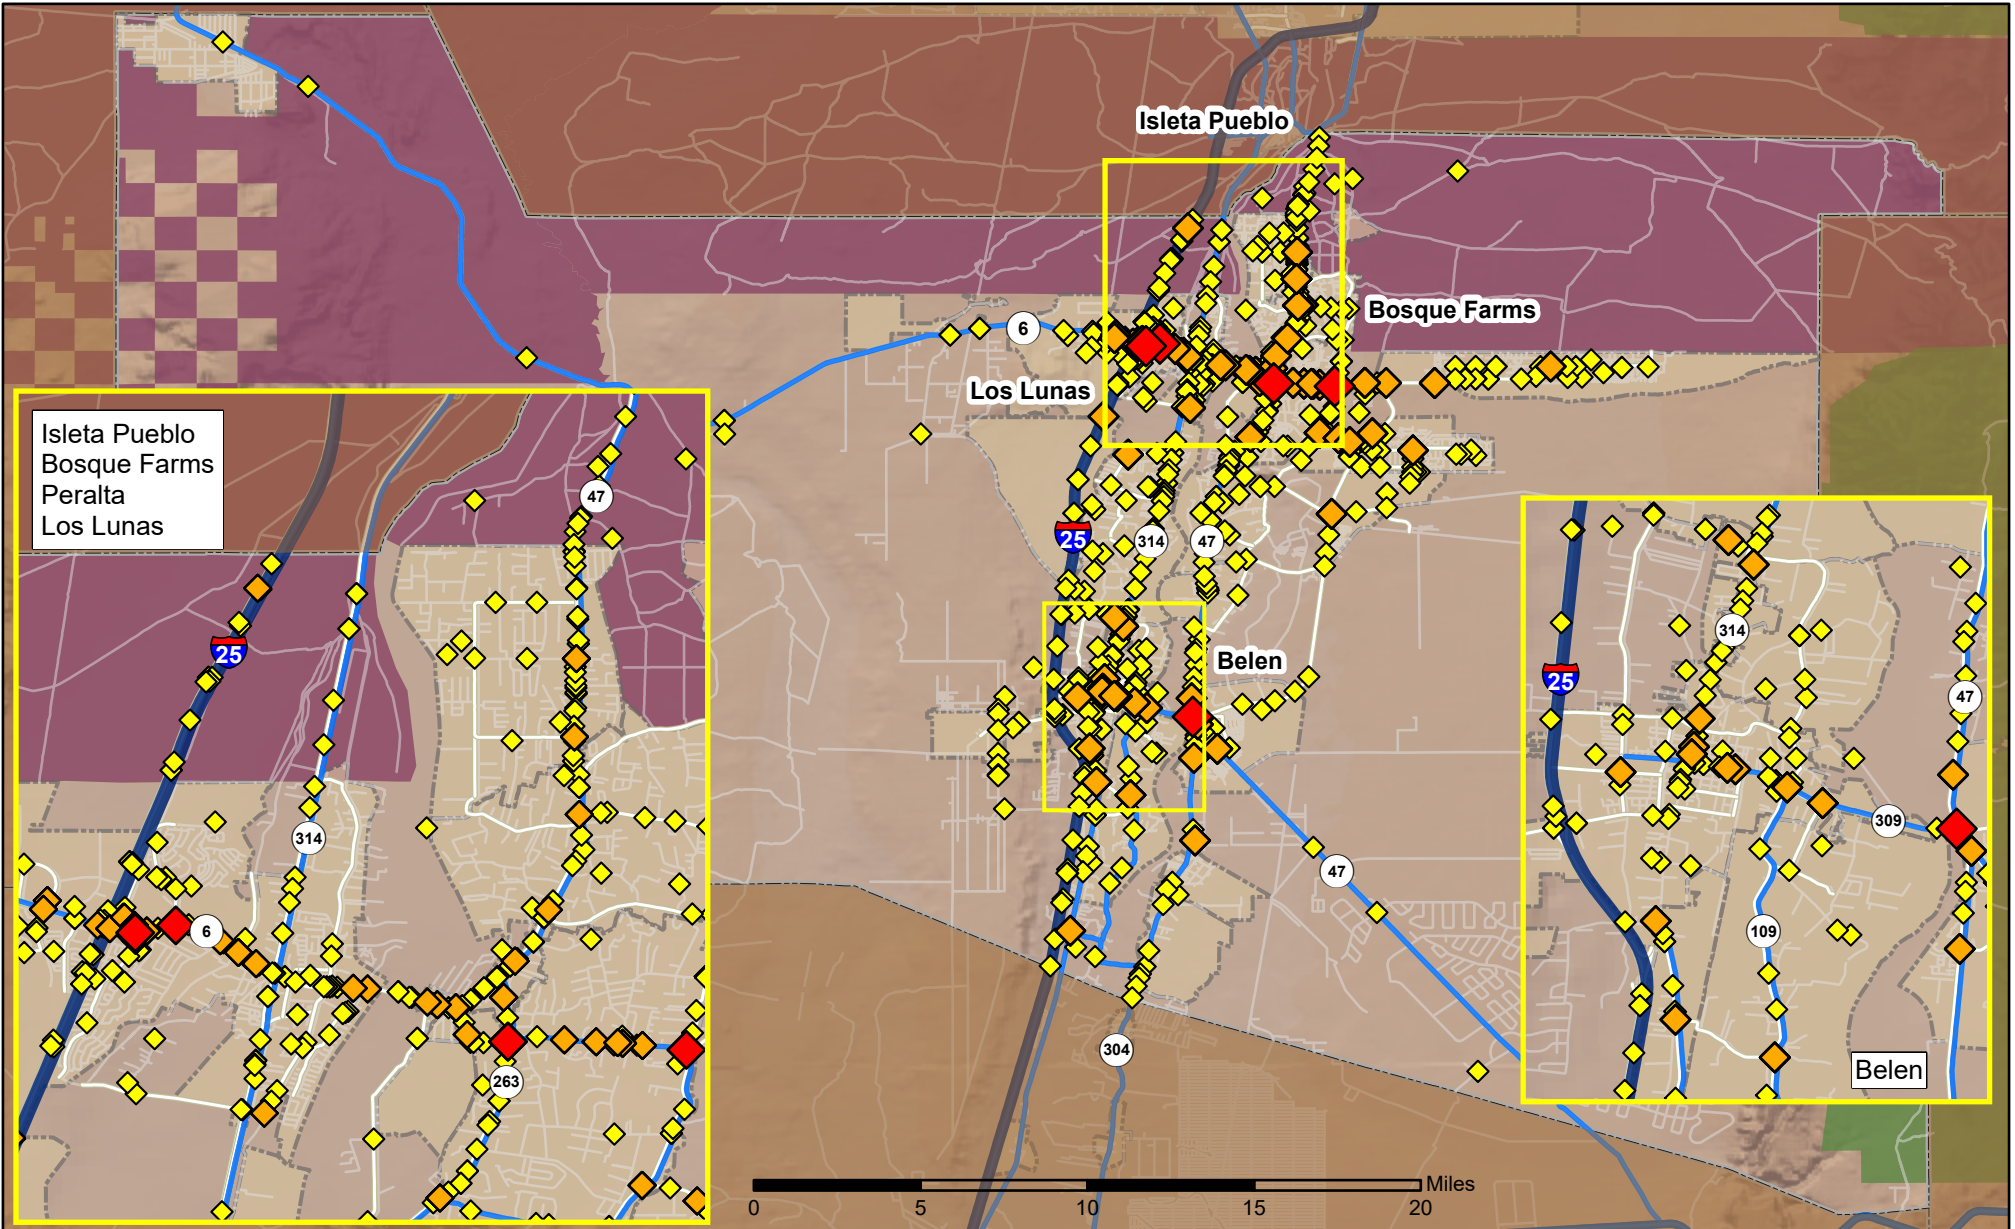 Isleta Pueblo
Bosque Farms
6
Los Lunas
Isleta Pueblo
Bosque Farms
Peralta
Los Lunas
47
25
314
6
263
25
314
47
Belen
47
304
25
314
47
309
109
Belen
0
5
10
15
20
Miles